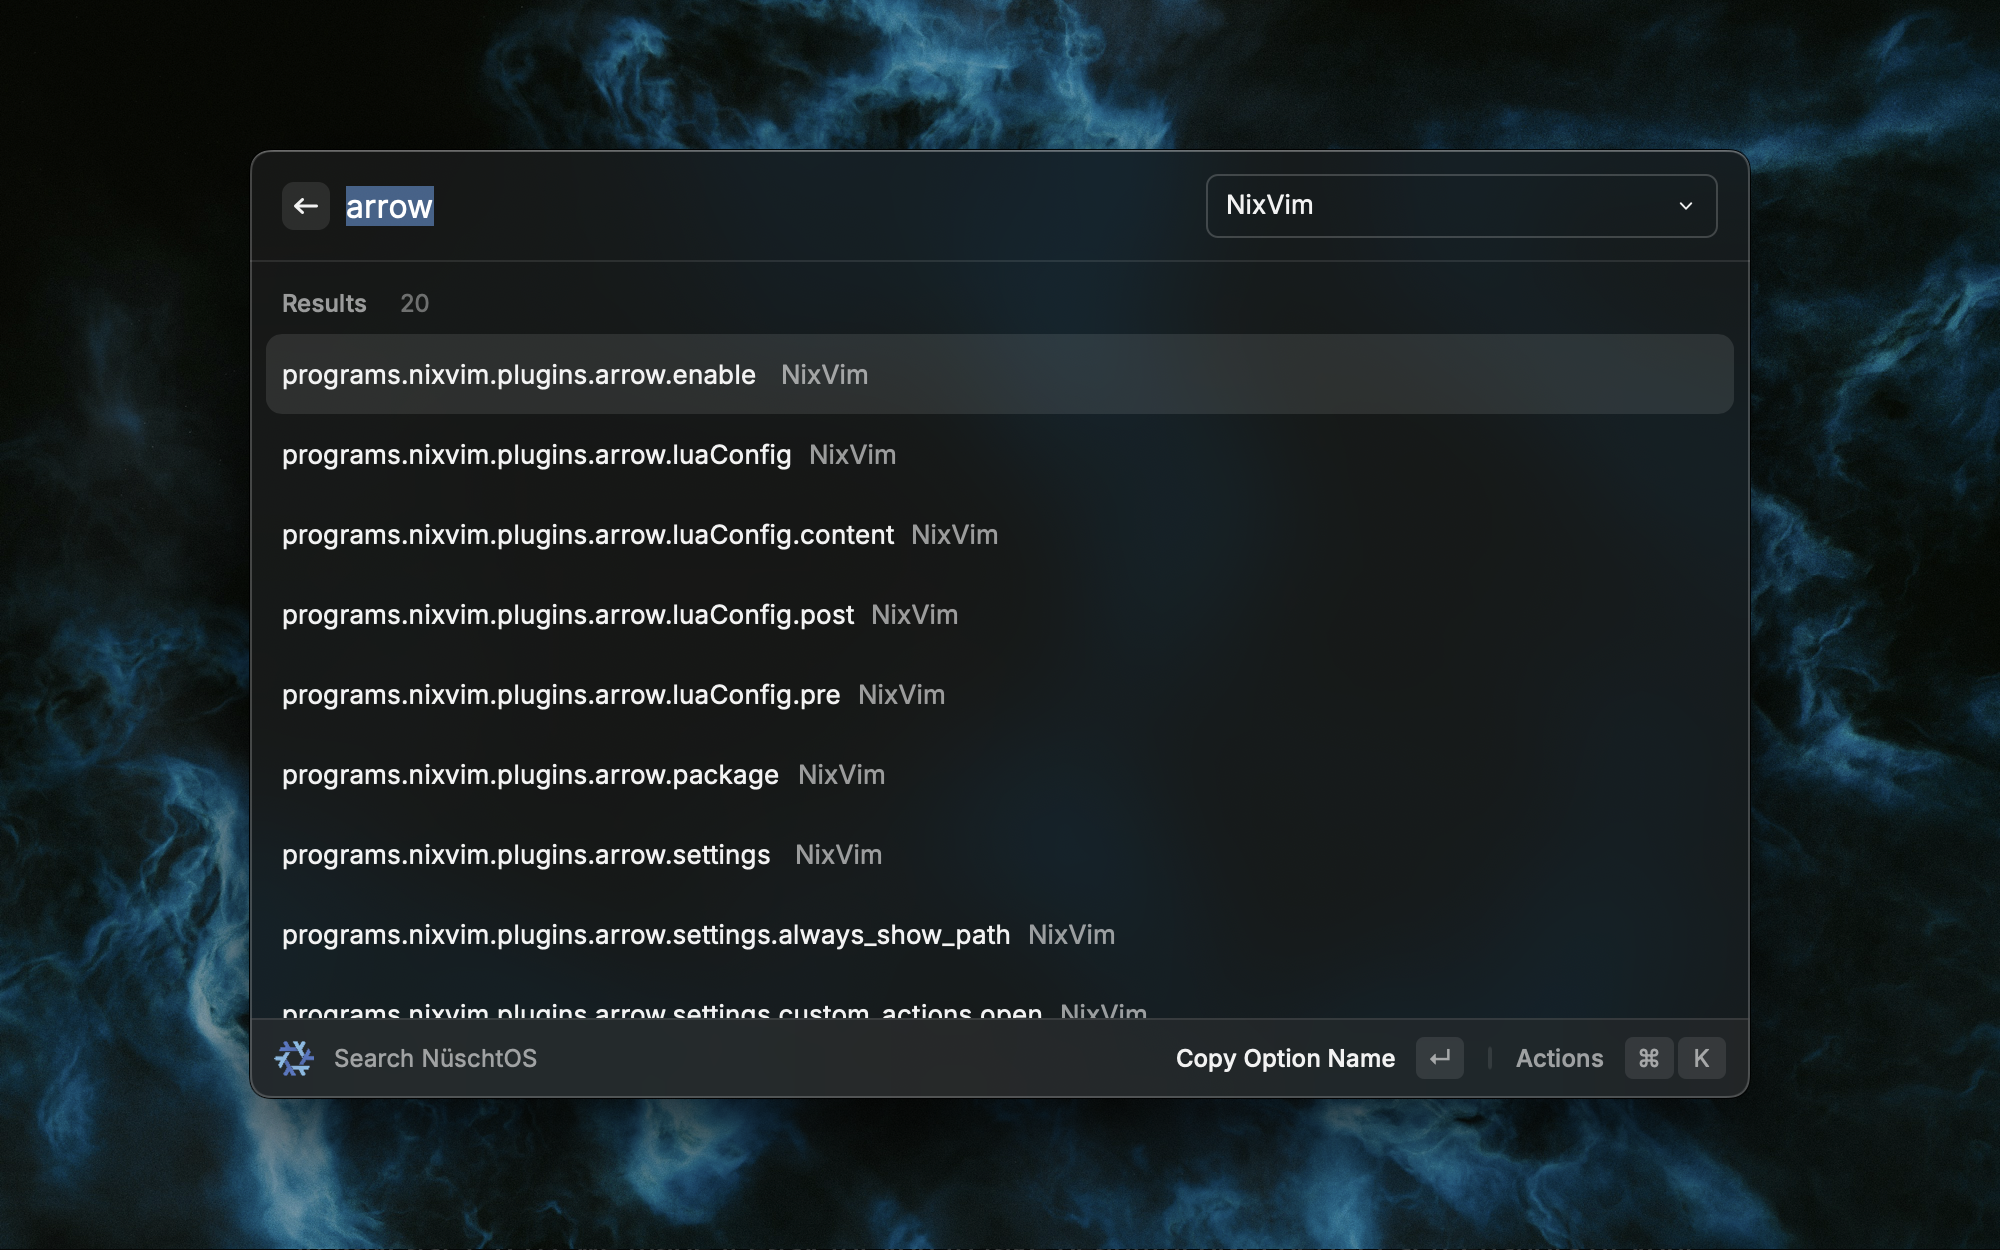 arrow
NixVim
Results 20
programs.nixvim.plugins.arrow.enable NixVim
programs.nixvim.plugins.arrow.luaConfig NixVim
programs.nixvim.plugins.arrow.luaConfig.content NixVim
programs.nixvim.plugins.arrow.luaConfig.post NixVim
programs.nixvim.plugins.arrow.luaConfig.pre NixVim
programs.nixvim.plugins.arrow.package NixVim
programs.nixvim.plugins.arrow.settings NixVim
programs.nixvim.plugins.arrow.settings.always_show_path NixVim
programs.nixvim.plugins.arrow.settings.custom_actions.open NixVim
Search NüschtOS Copy Option Name ↵ Actions ⌘ K